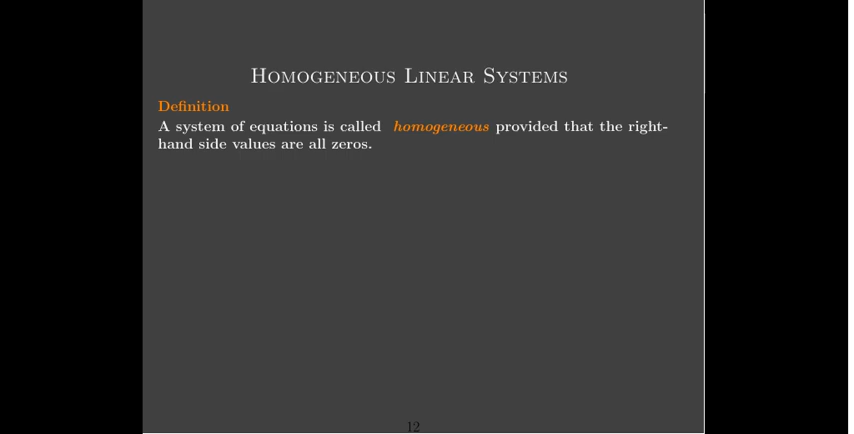 Homogeneous Linear Systems
Definition
A system of equations is called homogeneous provided that the right-
hand side values are all zeros.
12